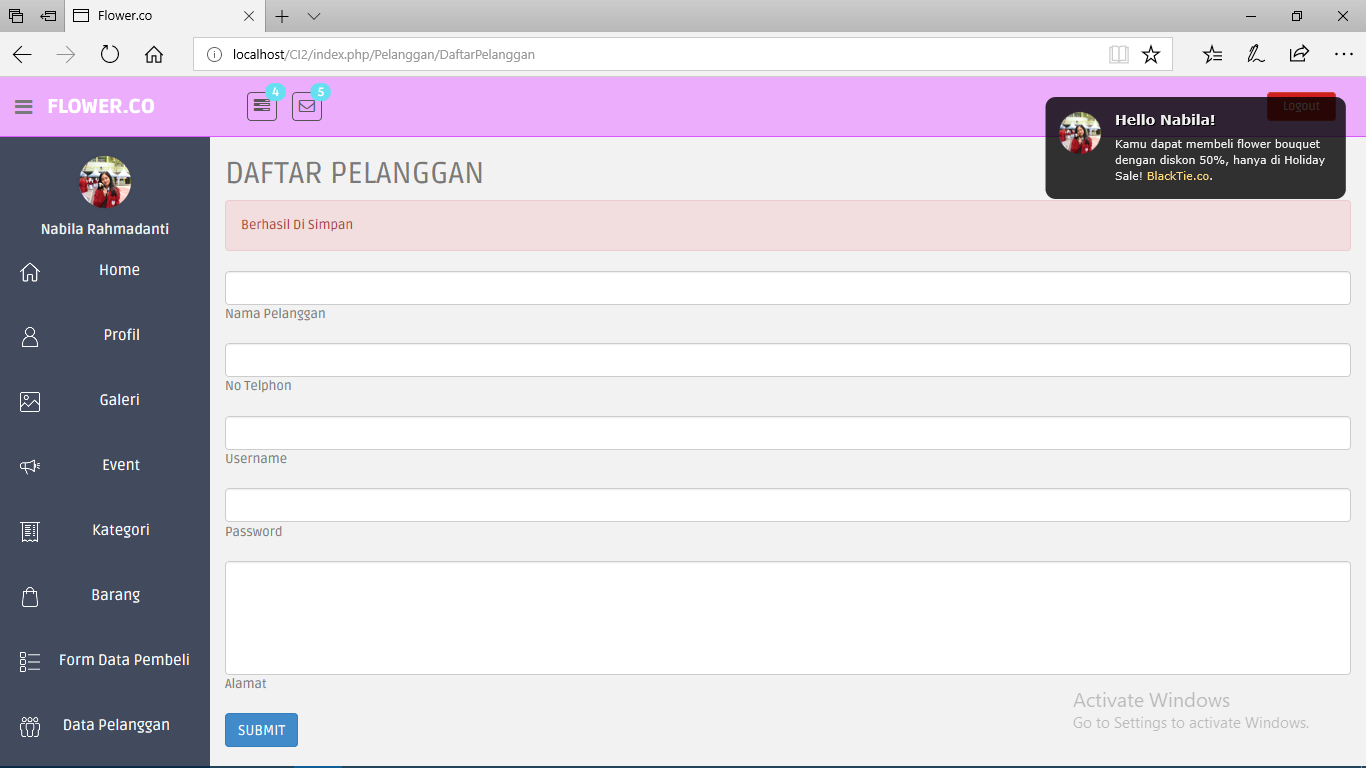 Flower.co
localhost/CI2/index.php/Pelanggan/DaftarPelanggan
FLOWER.CO
4
5
Logout
Hello Nabila!
Kamu dapat membeli flower bouquet
dengan diskon 50%, hanya di Holiday
Sale! BlackTie.co.
Nabila Rahmadanti
Home
Profil
Galeri
Event
Kategori
Barang
Form Data Pembeli
Data Pelanggan
DAFTAR PELANGGAN
Berhasil Di Simpan
Nama Pelanggan
No Telphon
Username
Password
Alamat
SUBMIT
Activate Windows
Go to Settings to activate Windows.